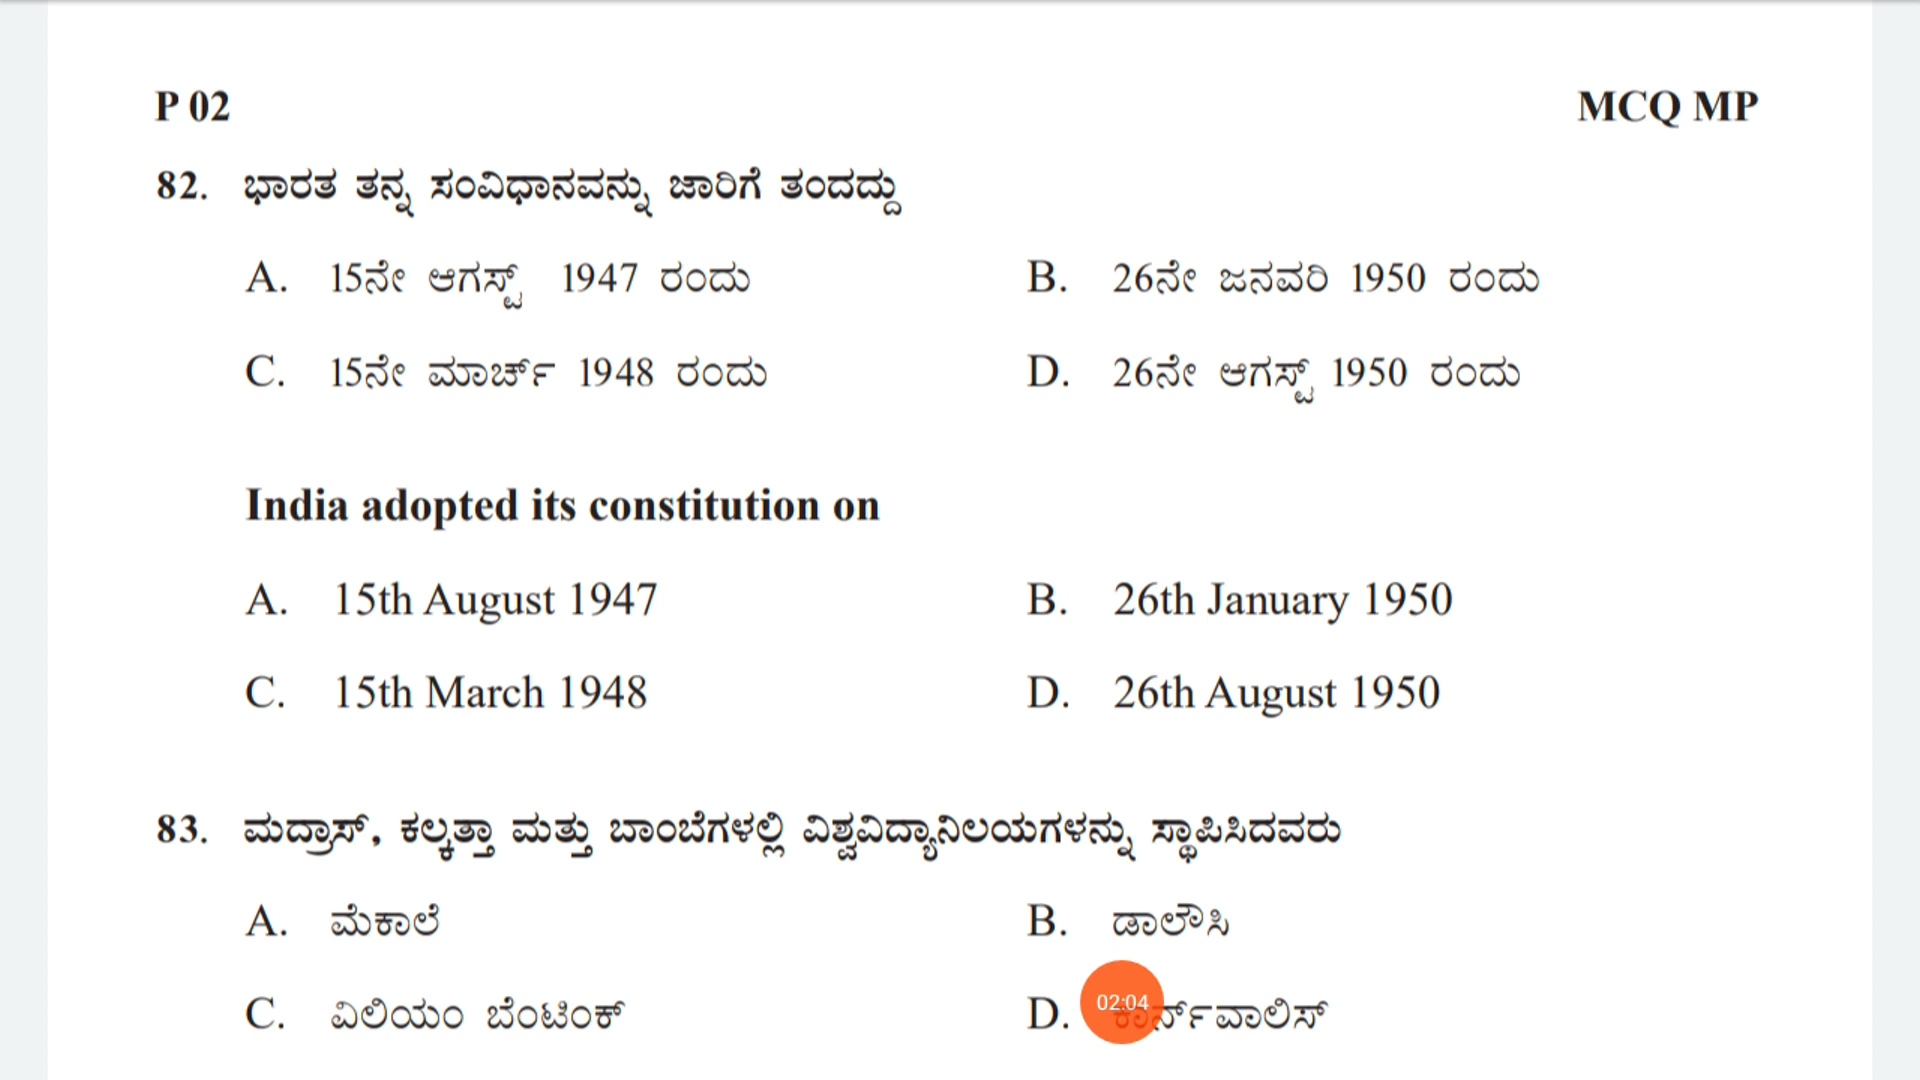 P 02 MCQ MP
82. ಭಾರತ ತನ್ನ ಸಂವಿಧಾನವನ್ನು ಜಾರಿಗೆ ತಂದದ್ದು
A. 15ನೇ ಆಗಸ್ಟ್ 1947 ರಂದು B. 26ನೇ ಜನವರಿ 1950 ರಂದು
C. 15ನೇ ಮಾರ್ಚ್ 1948 ರಂದು D. 26ನೇ ಆಗಸ್ಟ್ 1950 ರಂದು
India adopted its constitution on
A. 15th August 1947 B. 26th January 1950
C. 15th March 1948 D. 26th August 1950
83. ಮದ್ರಾಸ್, ಕಲ್ಕತ್ತಾ ಮತ್ತು ಬಾಂಬೆಗಳಲ್ಲಿ ವಿಶ್ವವಿದ್ಯಾನಿಲಯಗಳನ್ನು ಸ್ಥಾಪಿಸಿದವರು
A. ಮೆಕಾಲೆ B. ಡಾಲೌಸಿ
C. ವಿಲಿಯಂ ಬೆಂಟಿಂಕ್ D. ಕಾರ್ನ್‌ವಾಲಿಸ್
02:04